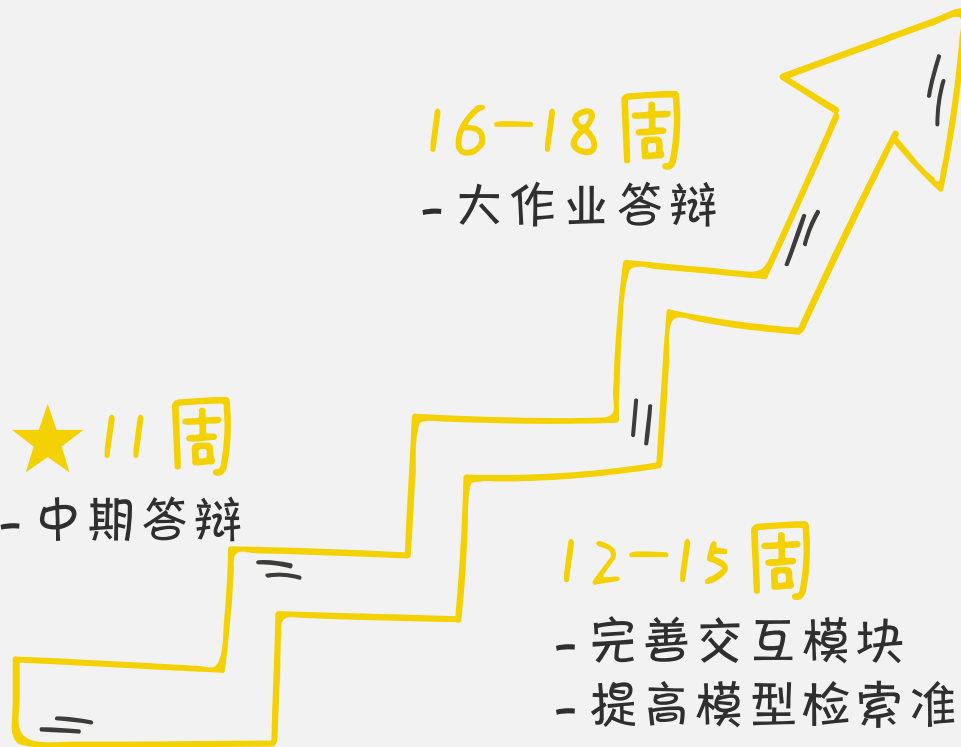 16-18周
- 大作业答辩
★11周
- 中期答辩
12-15周
- 完善交互模块
- 提高模型检索准